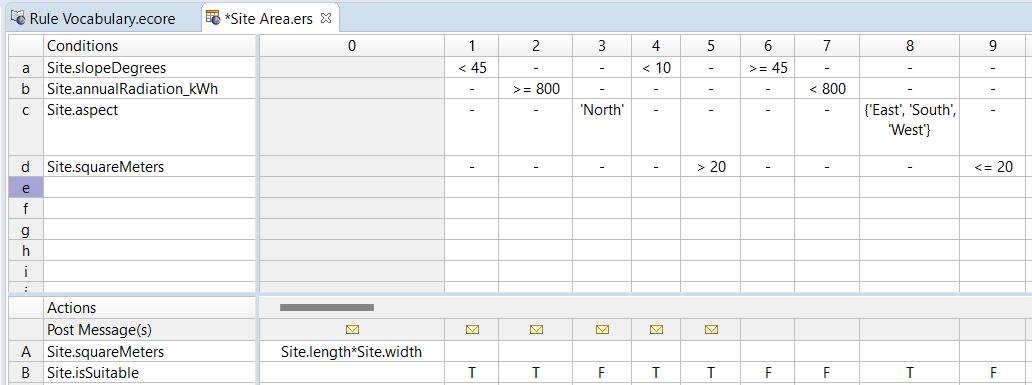 Rule Vocabulary.ecore *Site Area.ers
Conditions 0 1 2 3 4 5 6 7 8 9
a Site.slopeDegrees < 45 - - < 10 - >= 45 - - -
b Site.annualRadiation_kWh - >= 800 - - - - < 800 - -
c Site.aspect - - 'North' - - - - {'East', 'South', -
'West'}
d Site.squareMeters - - - - > 20 - - - <= 20
e
f
g
h
i
Actions
Post Message(s)
A Site.squareMeters Site.length*Site.width
B Site.isSuitable T T F T T F F T F